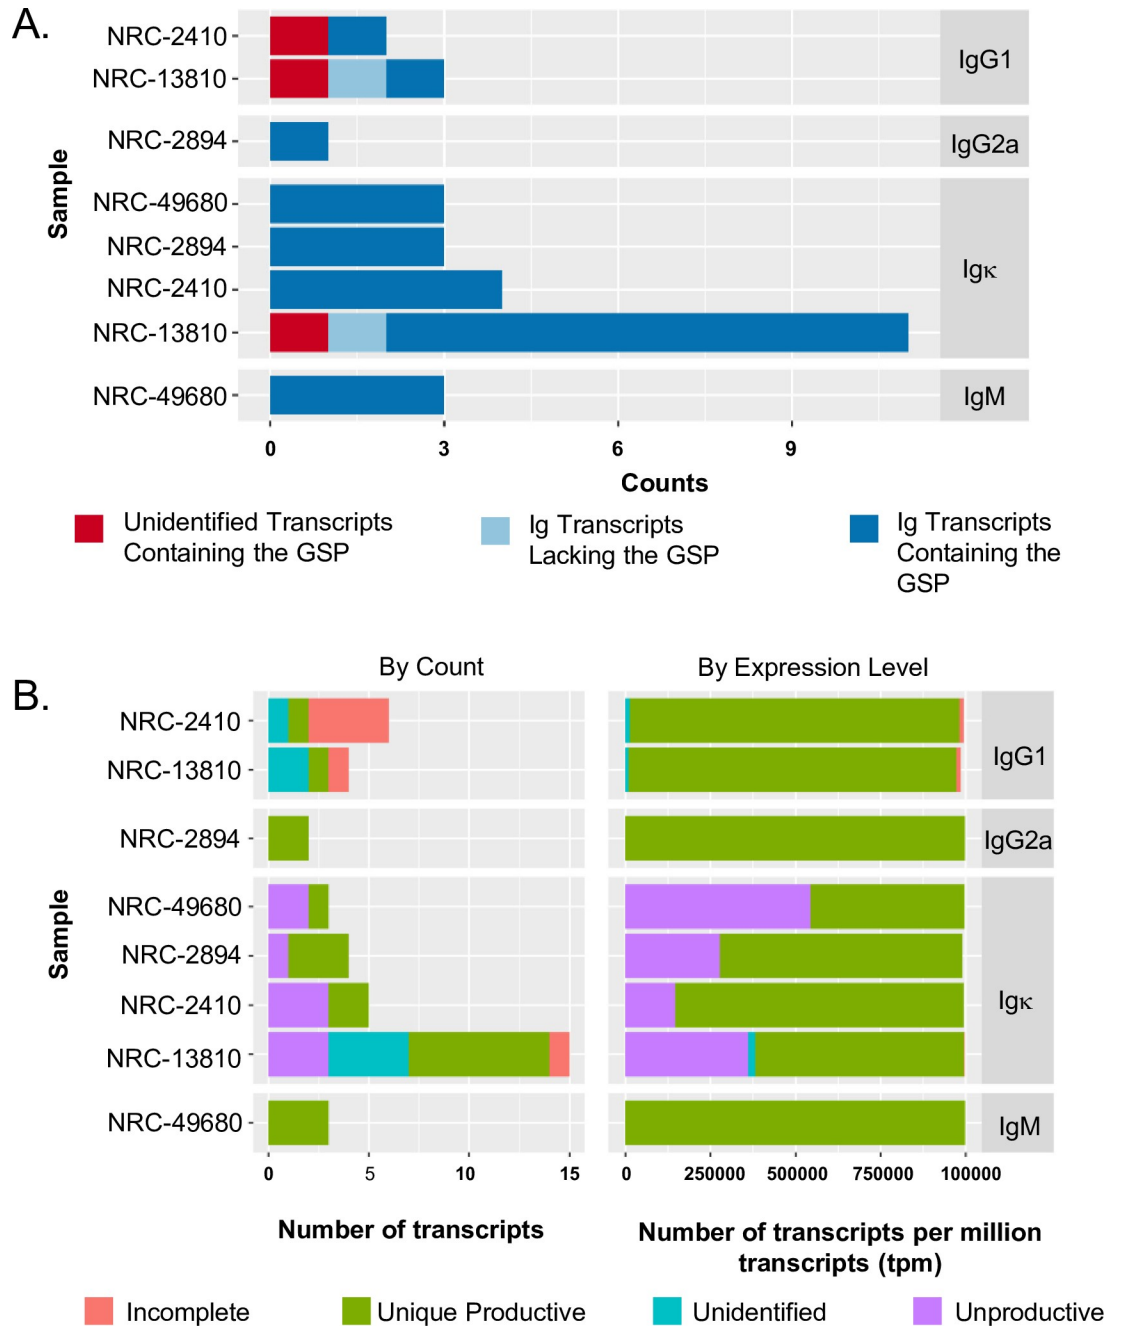 A.
NRC-2410
NRC-13810
IgG1
NRC-2894
IgG2a
NRC-49680
NRC-2894
NRC-2410
NRC-13810
Igκ
NRC-49680
IgM
Sample
0 3 6 9
Counts
Unidentified Transcripts
Containing the GSP
Ig Transcripts
Lacking the GSP
Ig Transcripts
Containing the
GSP
B.
By Count By Expression Level
NRC-2410
NRC-13810
IgG1
NRC-2894
IgG2a
NRC-49680
NRC-2894
NRC-2410
NRC-13810
Igκ
NRC-49680
IgM
Sample
0 5 10 15
0 250000 500000 750000 100000
Number of transcripts
Number of transcripts per million
transcripts (tpm)
Incomplete Unique Productive Unidentified Unproductive